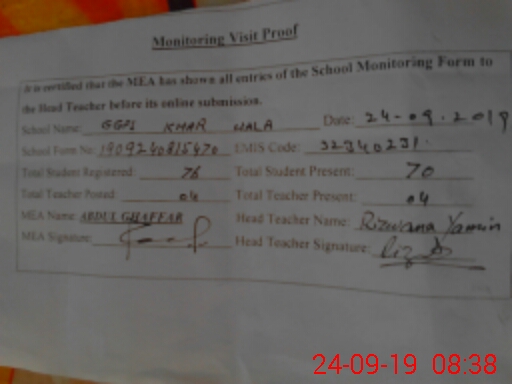 Monitoring Visit Proof
It is certified that the MEA has shown all entries of the School Monitoring Form to
the Head Teacher before its online submission.
School Name: GGPS KHAR WALA Date: 24-09-2019
School Form No: 1909240815470 EMIS Code: 32340231.
Total Student Registered: 76 Total Student Present: 70
Total Teacher Posted: 04 Total Teacher Present: 04
MEA Name: ABDUL GHAFFAR Head Teacher Name: Rizwana Yamin
MEA Signature: Head Teacher Signature:
24-09-19 08:38